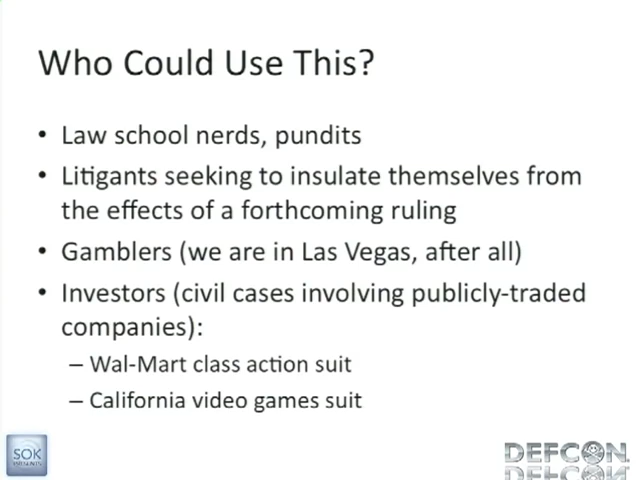 Who Could Use This?
• Law school nerds, pundits
• Litigants seeking to insulate themselves from
the effects of a forthcoming ruling
• Gamblers (we are in Las Vegas, after all)
• Investors (civil cases involving publicly-traded
companies):
– Wal-Mart class action suit
– California video games suit
SOK
DEFCON